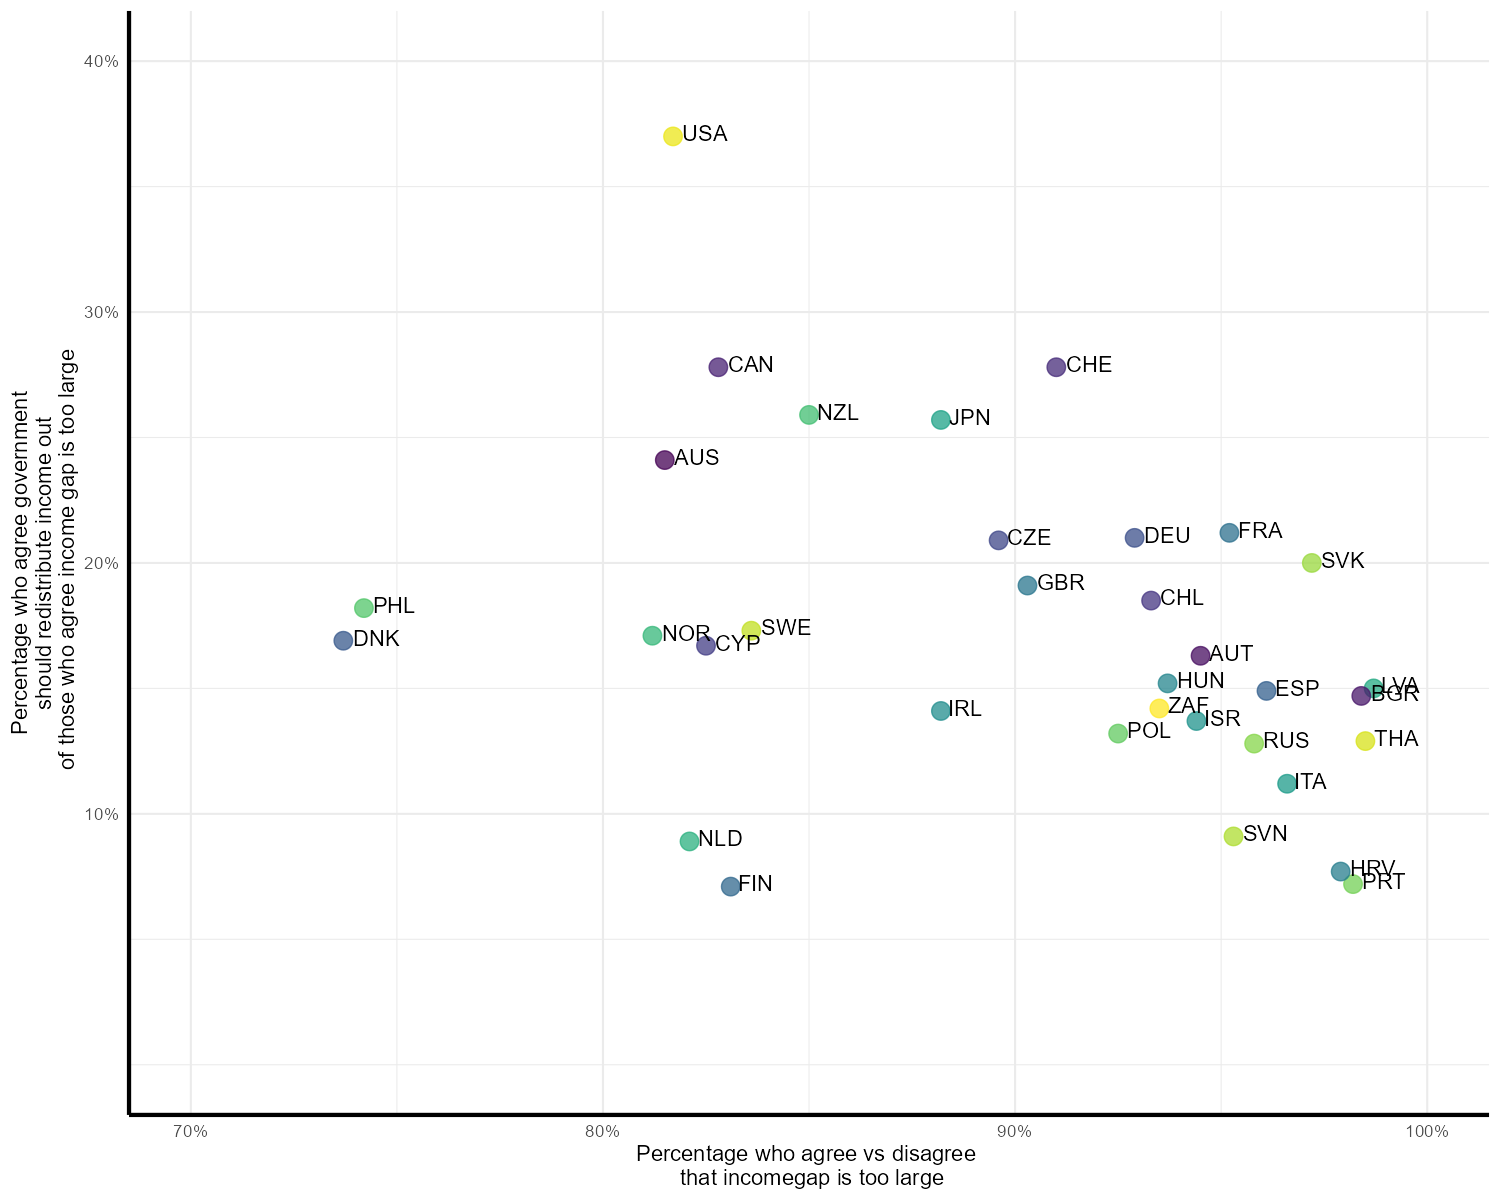 40%
30%
20%
10%
Percentage who agree government
should redistribute income out
of those who agree income gap is too large
USA
CAN
CHE
NZL
JPN
AUS
CZE
DEU
FRA
SVK
GBR
CHL
PHL
DNK
NOR
SWE
CYP
AUT
HUN
ESP
LVA
BGR
IRL
ZAF
ISR
POL
RUS
THA
ITA
NLD
SVN
FIN
HRV
PRT
70%
80%
90%
100%
Percentage who agree vs disagree
that incomegap is too large